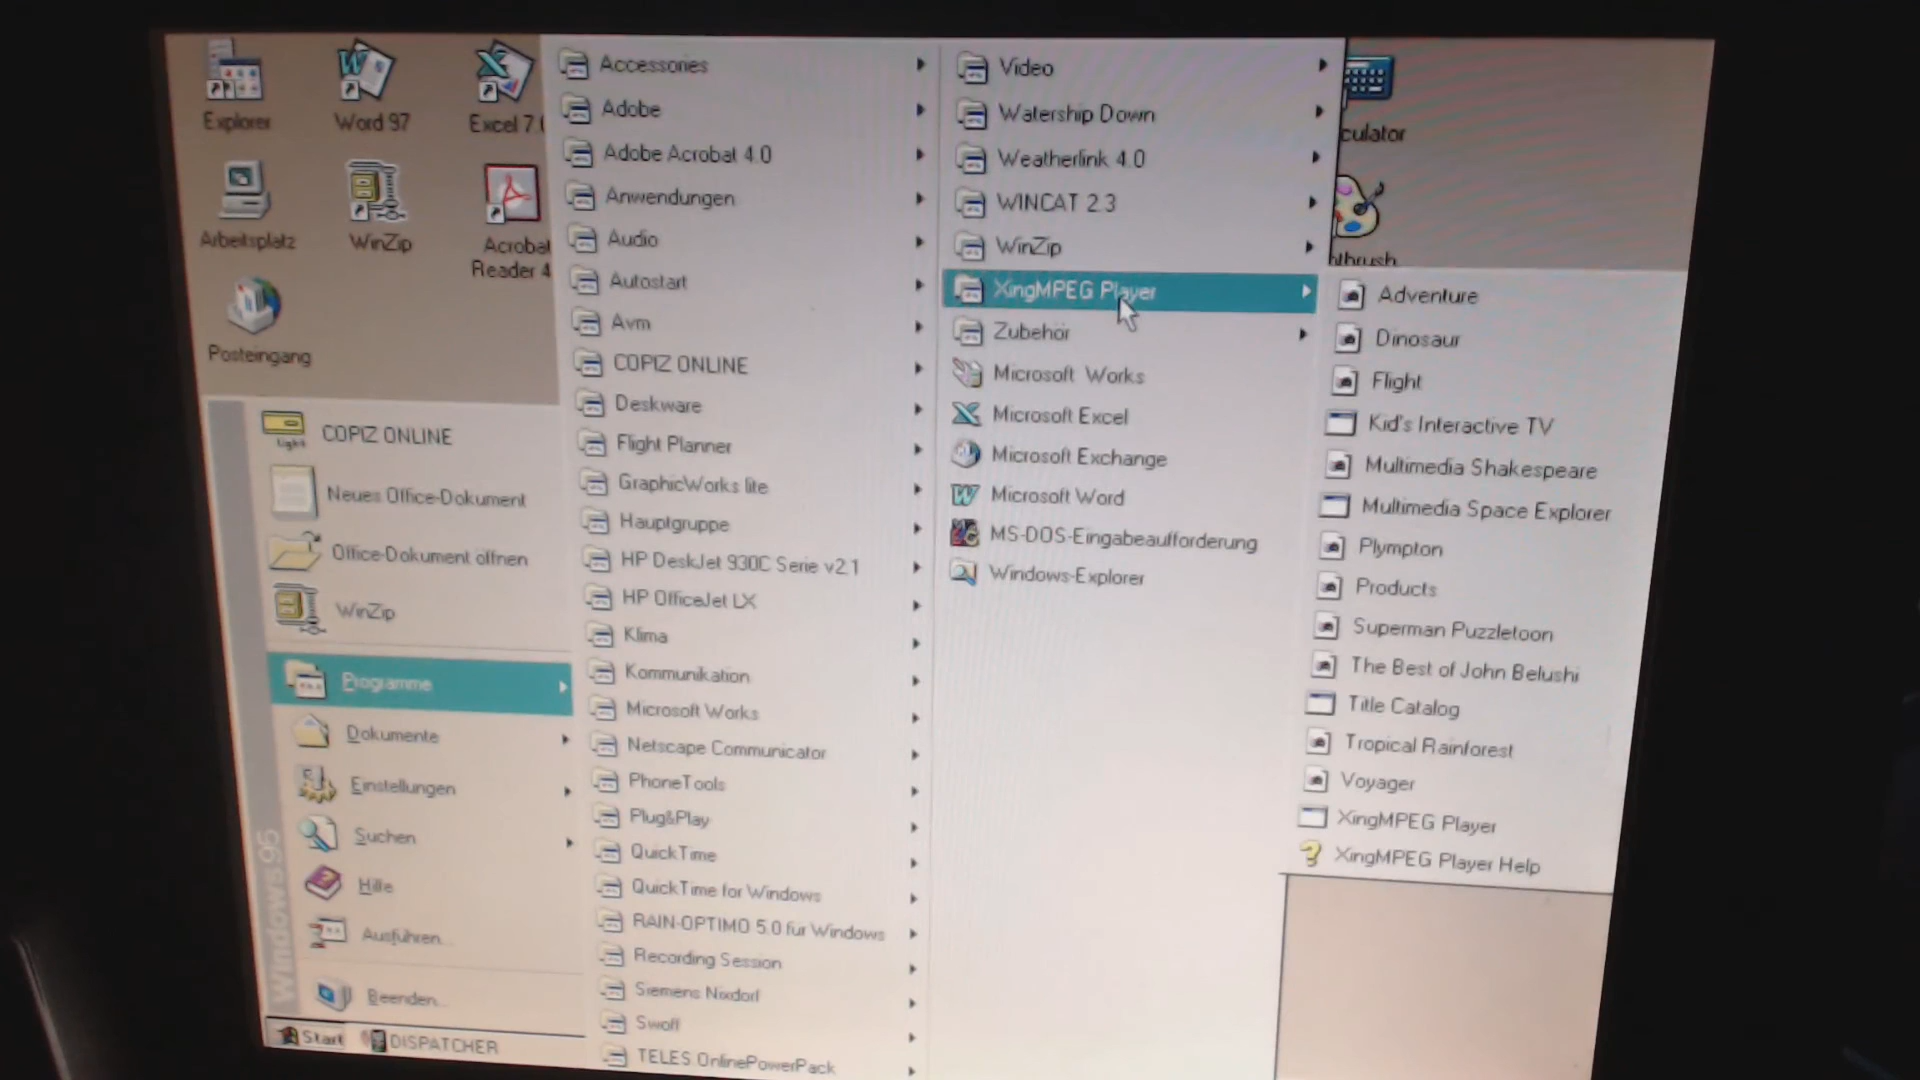 Explorer
Word 97
Excel 7.
Arbeitsplatz
WinZip
Acrobat
Reader 4
Posteingang
culator
COPIZ ONLINE
Neues Office-Dokument
Office-Dokument öffnen
WinZip
Programme
Dokumente
Einstellungen
Suchen
Hilfe
Ausführen...
Beenden...
Windows 95
Start
DISPATCHER
Accessories
Adobe
Adobe Acrobat 4.0
Anwendungen
Audio
Autostart
Avm
COPIZ ONLINE
Deskware
Flight Planner
GraphicWorks lite
Hauptgruppe
HP DeskJet 930C Serie v2.1
HP OfficeJet LX
Klima
Kommunikation
Microsoft Works
Netscape Communicator
PhoneTools
Plug&Play
QuickTime
QuickTime for Windows
RAIN-OPTIMO 5.0 für Windows
Recording Session
Siemens Nixdorf
Swoff
TELES OnlinePowerPack
Video
Watership Down
Weatherlink 4.0
WINCAT 2.3
WinZip
XingMPEG Player
Zubehör
Microsoft Works
Microsoft Excel
Microsoft Exchange
Microsoft Word
MS-DOS-Eingabeaufforderung
Windows-Explorer
Adventure
Dinosaur
Flight
Kid's Interactive TV
Multimedia Shakespeare
Multimedia Space Explorer
Plympton
Products
Superman Puzzletoon
The Best of John Belushi
Title Catalog
Tropical Rainforest
Voyager
XingMPEG Player
XingMPEG Player Help